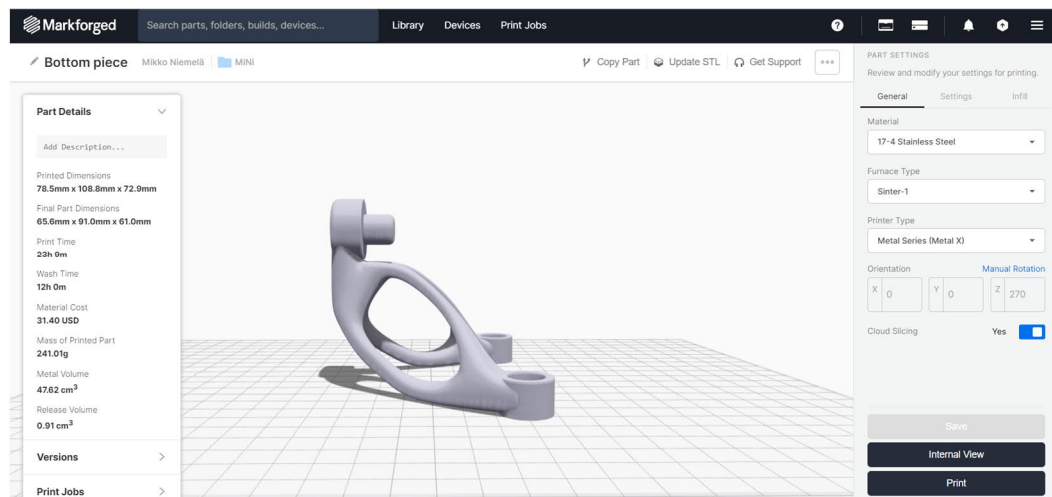 Markforged
Search parts, folders, builds, devices...
Library Devices Print Jobs
?
Bottom piece Mikko Niemelä MiNi
Copy Part Update STL Get Support
Part Details
Add Description...
Printed Dimensions
78.5mm x 108.8mm x 72.9mm
Final Part Dimensions
65.6mm x 91.0mm x 61.0mm
Print Time
23h 0m
Wash Time
12h 0m
Material Cost
31.40 USD
Mass of Printed Part
241.01g
Metal Volume
47.62 cm³
Release Volume
0.91 cm³
Versions
Print Jobs
PART SETTINGS
Review and modify your settings for printing.
General Settings Infill
Material
17-4 Stainless Steel
Furnace Type
Sinter-1
Printer Type
Metal Series (Metal X)
Orientation Manual Rotation
X 0 Y 0 Z 270
Cloud Slicing Yes
Save
Internal View
Print